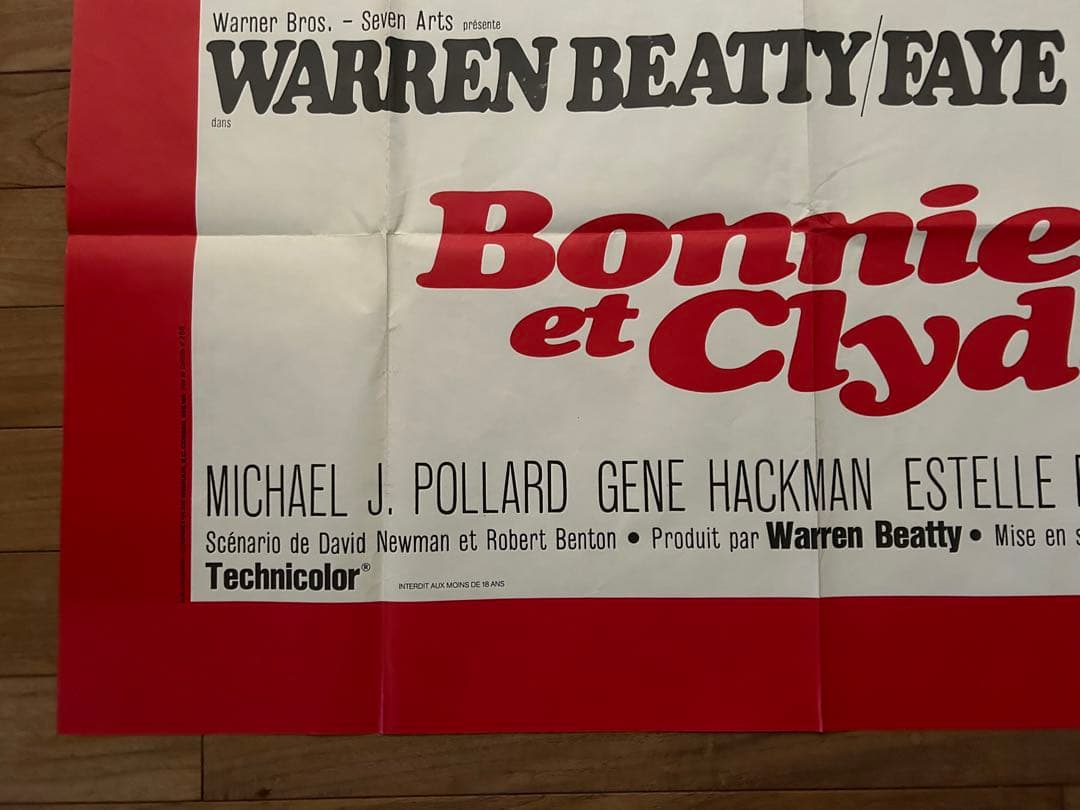 Warner Bros. - Seven Arts présente
WARREN BEATTY/FAYE
dans
Bonnie
et Clyd
MICHAEL J. POLLARD GENE HACKMAN ESTELLE
Scénario de David Newman et Robert Benton • Produit par Warren Beatty • Mise en
Technicolor®
INTERDIT AUX MOINS DE 18 ANS